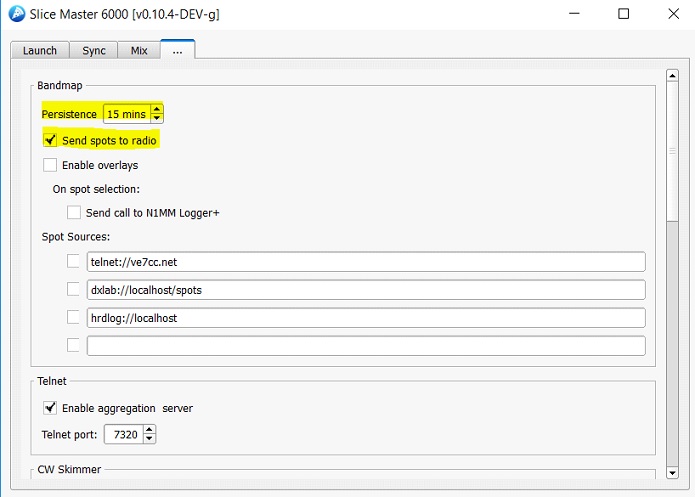 Slice Master 6000 [v0.10.4-DEV-g]
Launch Sync Mix ...
Bandmap
Persistence 15 mins
Send spots to radio
Enable overlays
On spot selection:
Send call to N1MM Logger+
Spot Sources:
telnet://ve7cc.net
dxlab://localhost/spots
hrdlog://localhost
Telnet
Enable aggregation server
Telnet port: 7320
CW Skimmer